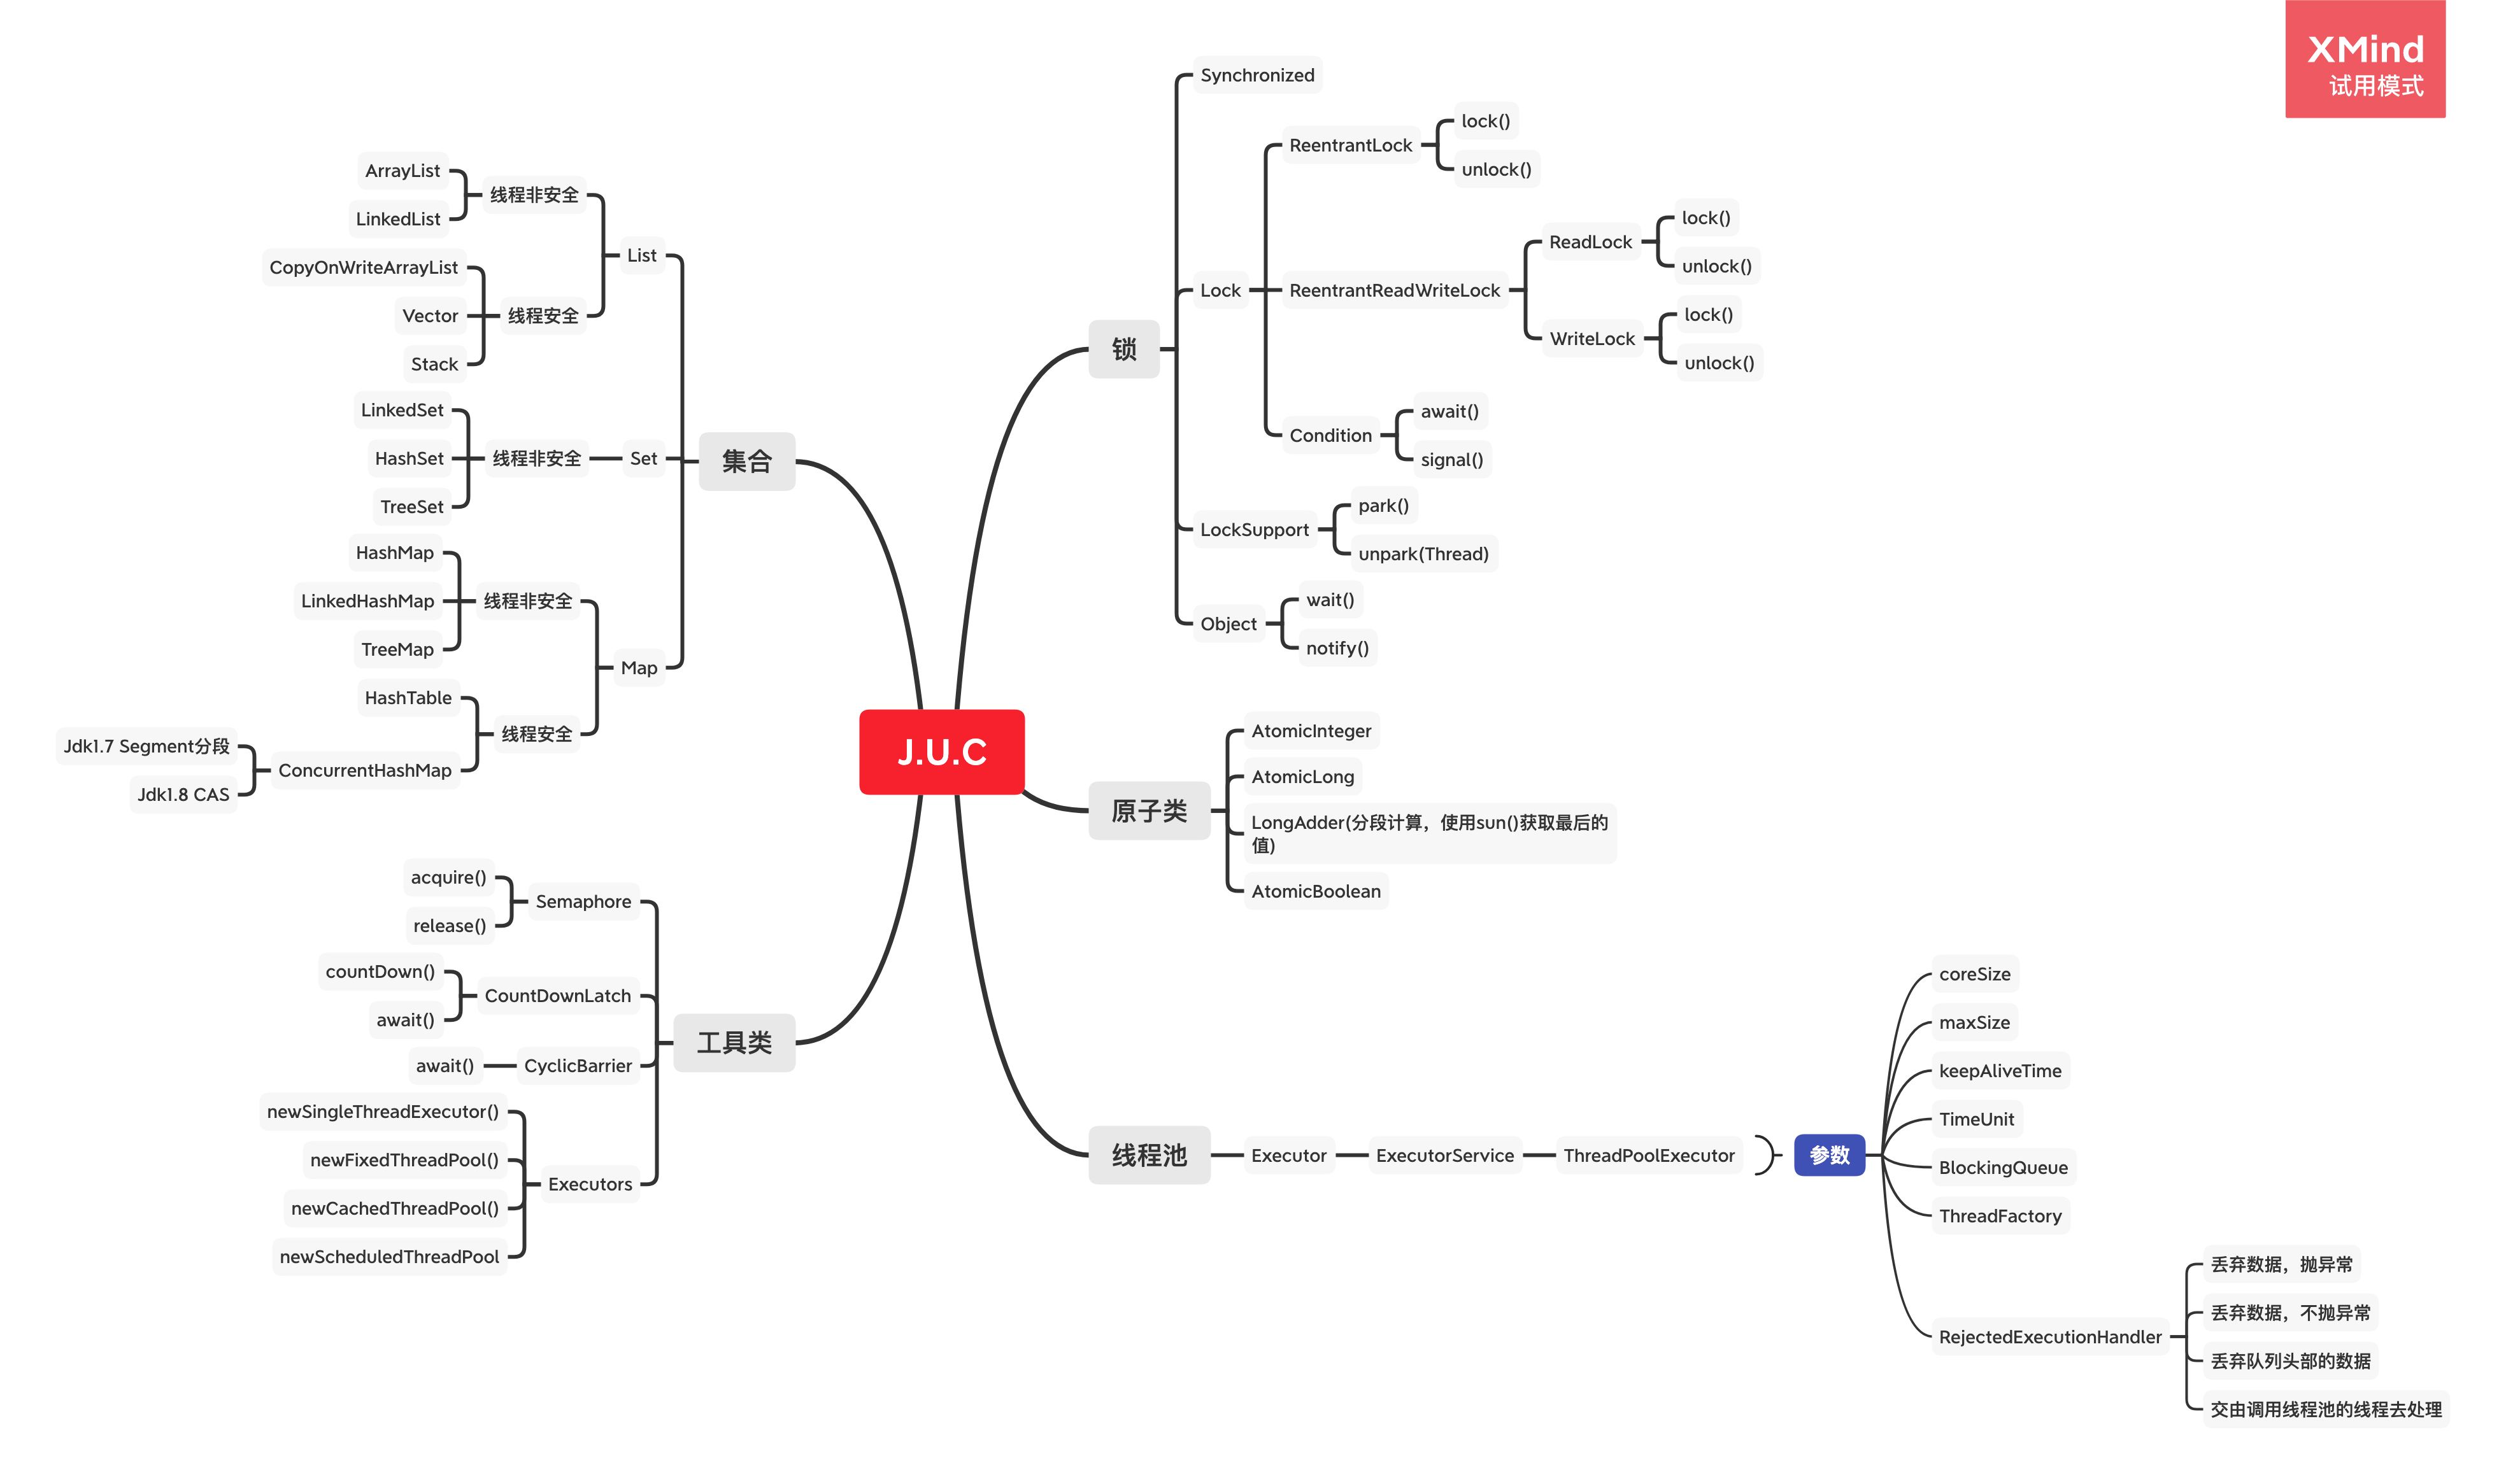 XMind
试用模式
J.U.C
锁
Synchronized
Lock
ReentrantLock
lock()
unlock()
ReentrantReadWriteLock
ReadLock
lock()
unlock()
WriteLock
lock()
unlock()
Condition
await()
signal()
LockSupport
park()
unpark(Thread)
Object
wait()
notify()
原子类
AtomicInteger
AtomicLong
LongAdder(分段计算，使用sun()获取最后的
值)
AtomicBoolean
线程池
Executor
ExecutorService
ThreadPoolExecutor
参数
coreSize
maxSize
keepAliveTime
TimeUnit
BlockingQueue
ThreadFactory
RejectedExecutionHandler
丢弃数据，抛异常
丢弃数据，不抛异常
丢弃队列头部的数据
交由调用线程池的线程去处理
集合
List
线程非安全
ArrayList
LinkedList
线程安全
CopyOnWriteArrayList
Vector
Stack
Set
线程非安全
LinkedSet
HashSet
TreeSet
Map
线程非安全
HashMap
LinkedHashMap
TreeMap
线程安全
HashTable
ConcurrentHashMap
Jdk1.7 Segment分段
Jdk1.8 CAS
工具类
Semaphore
acquire()
release()
CountDownLatch
countDown()
await()
CyclicBarrier
await()
Executors
newSingleThreadExecutor()
newFixedThreadPool()
newCachedThreadPool()
newScheduledThreadPool